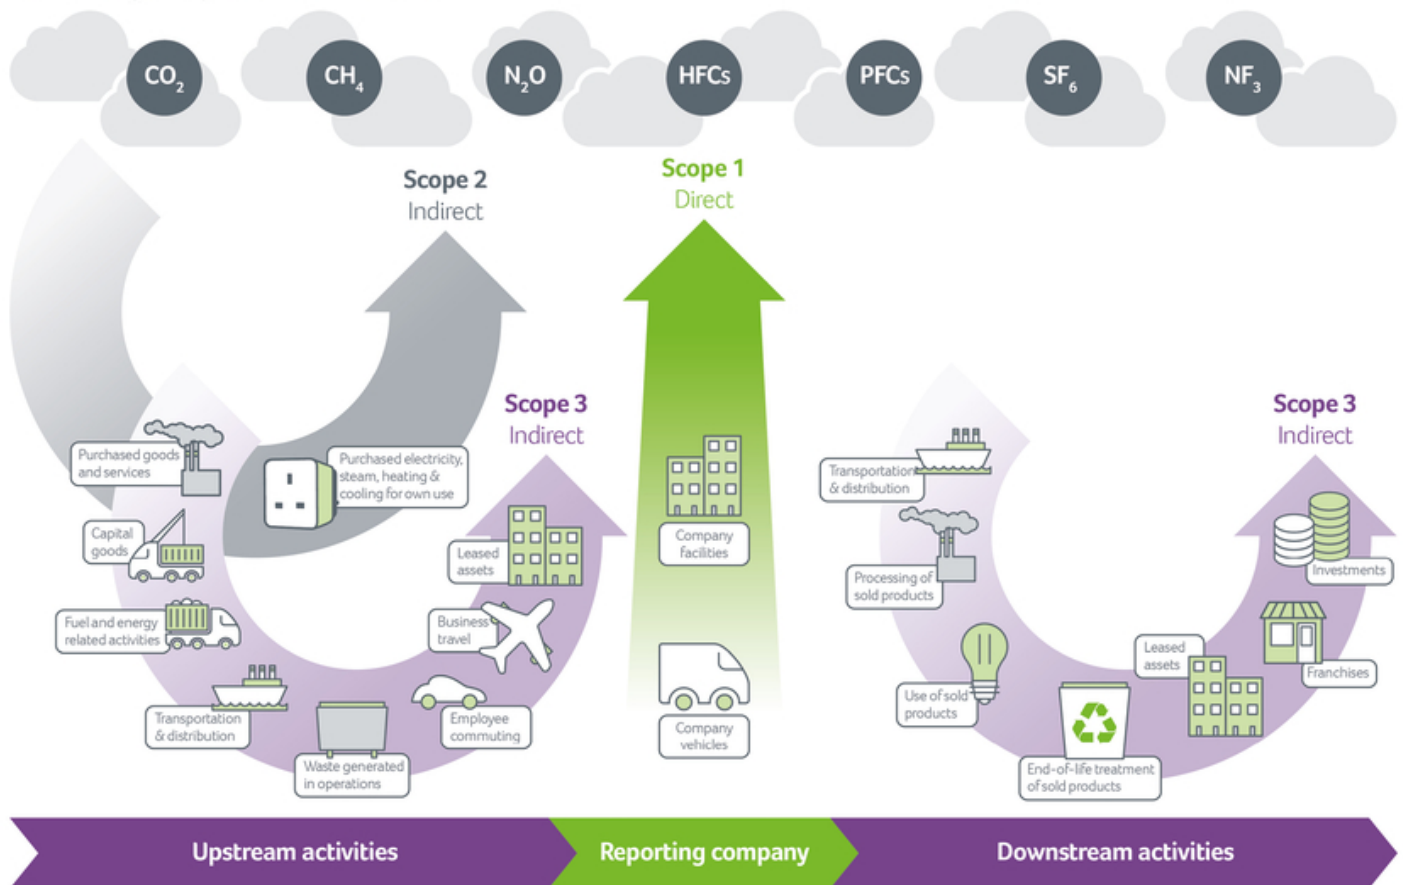 CO2
CH4
N2O
HFCs
PFCs
SF6
NF3
Scope 2
Indirect
Scope 1
Direct
Scope 3
Indirect
Scope 3
Indirect
Purchased goods
and services
Purchased electricity,
steam, heating &
cooling for own use
Capital
goods
Leased
assets
Fuel and energy
related activities
Business
travel
Transportation
& distribution
Employee
commuting
Waste generated
in operations
Company
facilities
Company
vehicles
Transportation
& distribution
Processing of
sold products
Use of sold
products
End-of-life treatment
of sold products
Leased
assets
Investments
Franchises
Upstream activities
Reporting company
Downstream activities